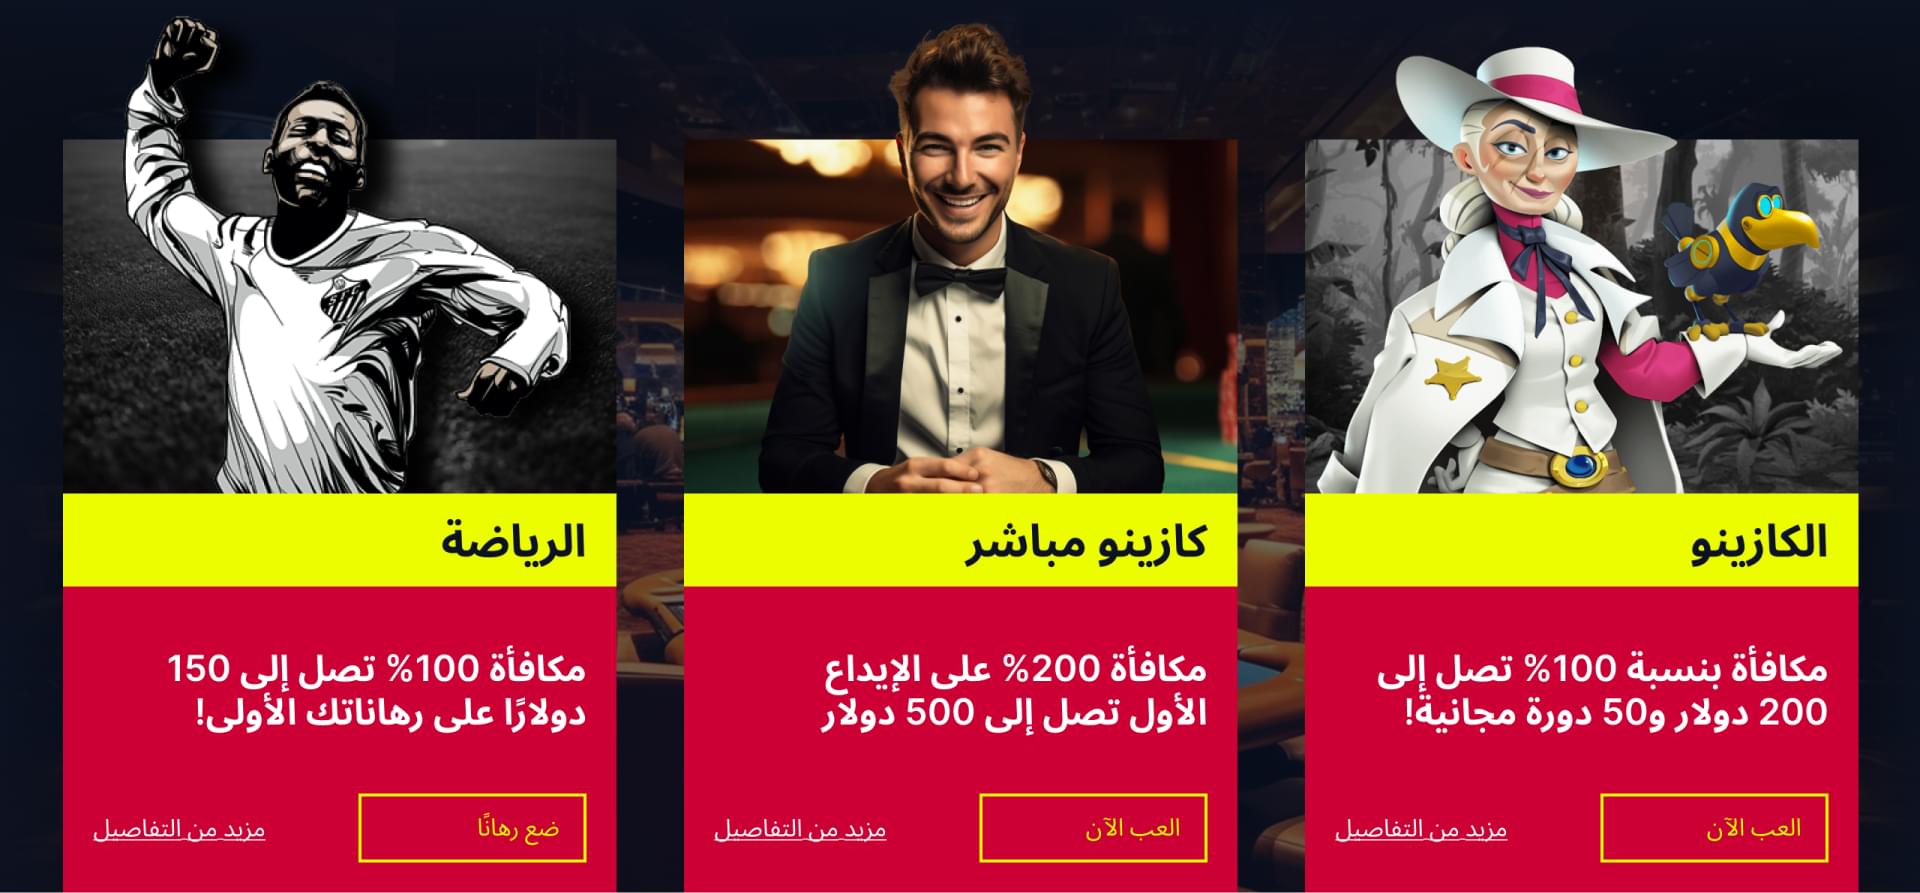 الكازينو
مكافأة بنسبة 100% تصل إلى
200 دولار و50 دورة مجانية!
العب الآن
مزيد من التفاصيل
كازينو مباشر
مكافأة 200% على الإيداع
الأول تصل إلى 500 دولار
العب الآن
مزيد من التفاصيل
الرياضة
مكافأة 100% تصل إلى 150
دولارًا على رهاناتك الأولى!
ضع رهانًا
مزيد من التفاصيل